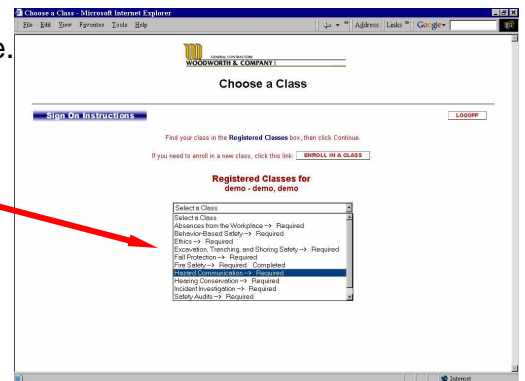 Choose a Class - Microsoft Internet Explorer
File Edit View Favorites Tools Help » Address Links » Google
e.
GENERAL CONTRACTORS
WOODWORTH & COMPANY
Choose a Class
Sign On Instructions
LOGOFF
Find your class in the Registered Classes box, then click Continue.
If you need to enroll in a new class, click this link: ENROLL IN A CLASS
Registered Classes for
demo - demo, demo
Select a Class
Select a Class
Absences from the Workplace --> Required
Behavior-Based Safety --> Required
Ethics --> Required
Excavation, Trenching, and Shoring Safety --> Required
Fall Protection --> Required
Fire Safety --> Required Completed
Hazard Communication --> Required
Hearing Conservation --> Required
Incident Investigation --> Required
Safety Audits --> Required
Internet